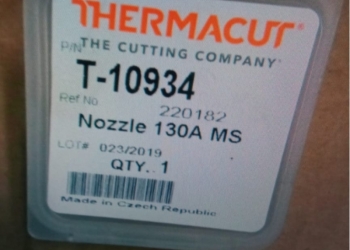 THERMACUT®
P/N THE CUTTING COMPANY
T-10934
Ref No 220182
Nozzle 130A MS
LOT# 023/2019
QTY. 1
Made in Czech Republic